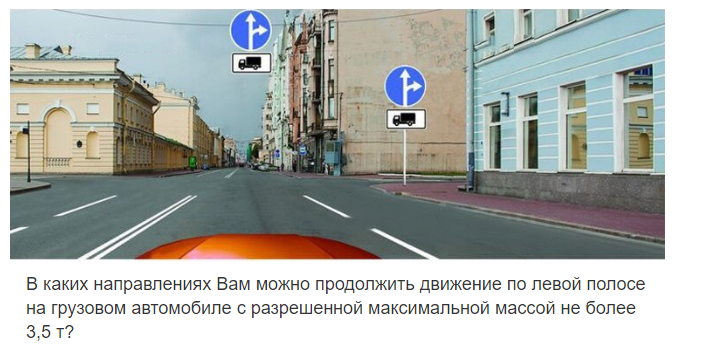 В каких направлениях Вам можно продолжить движение по левой полосе
на грузовом автомобиле с разрешенной максимальной массой не более
3,5 т?